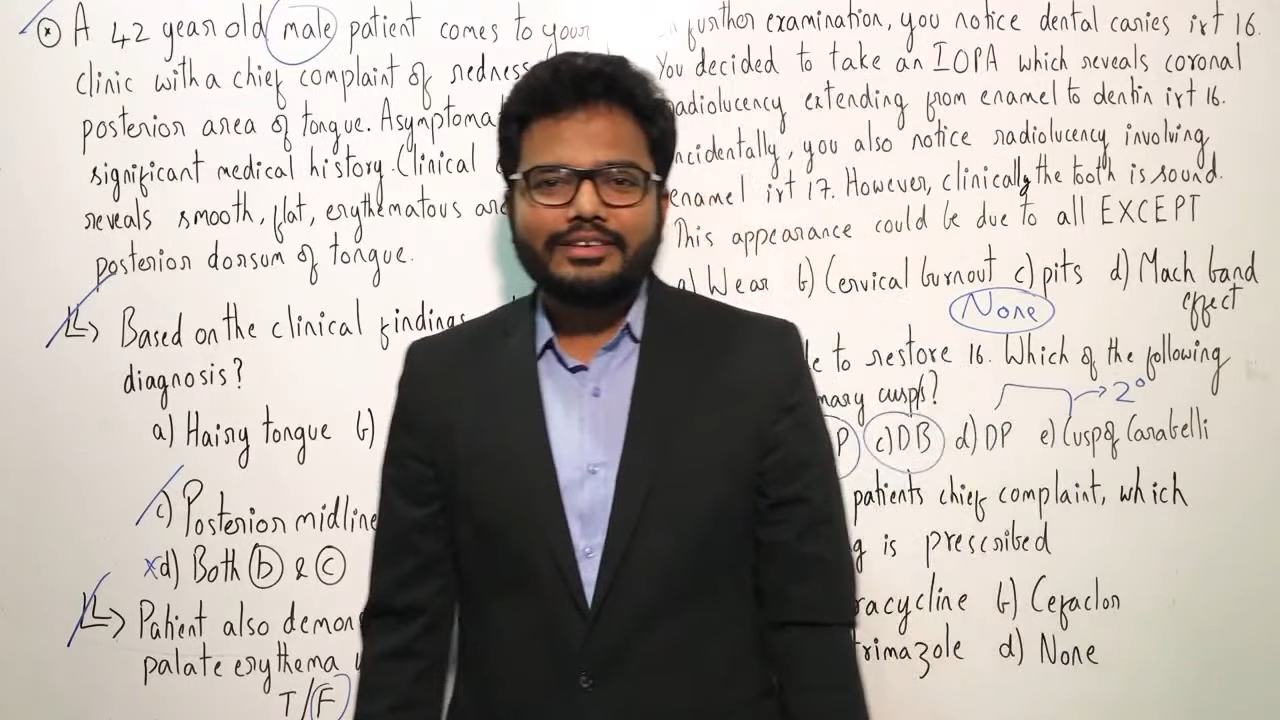 A 42 year old male patient comes to your
clinic with a chief complaint of redness
posterior area of tongue. Asymptoma
significant medical history. Clinical
reveals smooth, flat, erythematous are
posterior dorsum of tongue.
Based on the clinical findings
diagnosis?
a) Hairy tongue b)
c) Posterior midline
xd) Both b & c
Patient also demon
palate erythema
T/F
further examination, you notice dental caries irt 16.
You decided to take an IOPA which reveals coronal
radiolucency extending from enamel to dentin irt 16.
ncidentally, you also notice radiolucency involving
enamel irt 17. However, clinically the tooth is sound.
This appearance could be due to all EXCEPT
a) Wear b) Cervical burnout c) pits d) Mach band
effect
None
to restore 16. Which of the following
mary cusp/s?
2°
P c) DB d) DP e) Cusp of Carabelli
patients chief complaint, which
g is prescribed
racycline b) Cefaclor
trimazole d) None